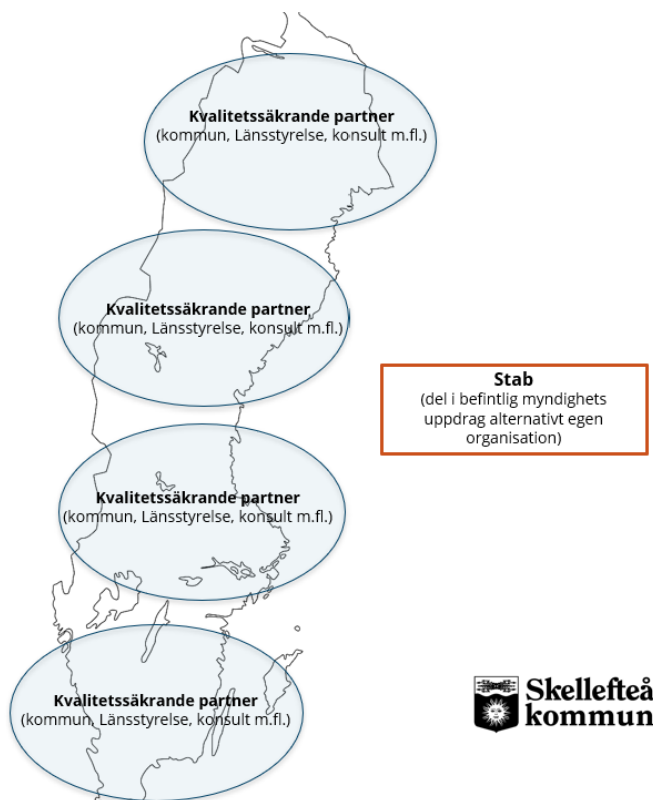 Kvalitetssäkrande partner
(kommun, Länsstyrelse, konsult m.fl.)
Kvalitetssäkrande partner
(kommun, Länsstyrelse, konsult m.fl.)
Stab
(del i befintlig myndighets
uppdrag alternativt egen
organisation)
Kvalitetssäkrande partner
(kommun, Länsstyrelse, konsult m.fl.)
Kvalitetssäkrande partner
(kommun, Länsstyrelse, konsult m.fl.)
Skellefteå
kommun